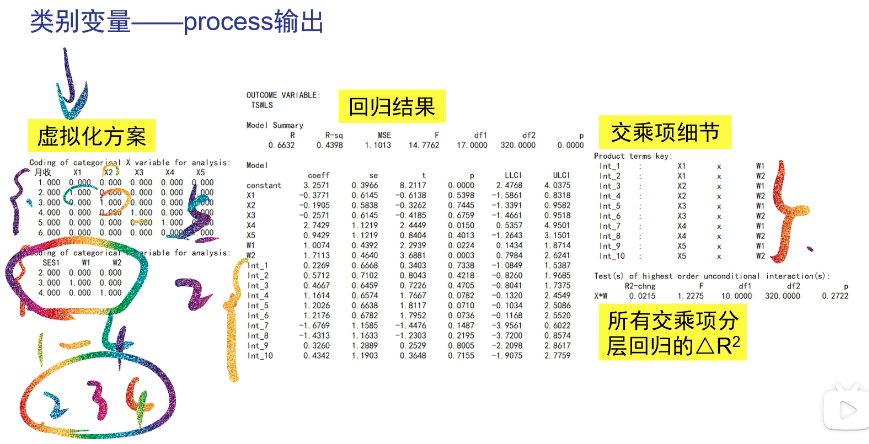 类别变量——process输出
虚拟化方案
Coding of categorical X variable for analysis:
月收 X1 X2 X3 X4 X5
1.000 0.000 0.000 0.000 0.000 0.000
2.000 1.000 0.000 0.000 0.000 0.000
3.000 0.000 1.000 0.000 0.000 0.000
4.000 0.000 0.000 1.000 0.000 0.000
5.000 0.000 0.000 0.000 1.000 0.000
6.000 0.000 0.000 0.000 0.000
5
Coding of categorical variable for analysis:
SES1 W1 W2
2.000 0.000 0.000
3.000 1.000 0.000
4.000 0.000 1.000
2
1-4
2 3 4
OUTCOME VARIABLE:
TSWLS
回归结果
Model Summary
R R-sq MSE F df1 df2 p
0.6632 0.4398 1.1013 14.7762 17.0000 320.0000 0.0000
Model
coeff se t p LLCI ULCI
constant 3.2571 0.3966 8.2117 0.0000 2.4768 4.0375
X1 -0.3771 0.6145 -0.6138 0.5398 -1.5861 0.8318
X2 -0.1905 0.5838 -0.3262 0.7445 -1.3391 0.9582
X3 -0.2571 0.6145 -0.4185 0.6759 -1.4661 0.9518
X4 2.7429 1.1219 2.4449 0.0150 0.5357 4.9501
X5 0.9429 1.1219 0.8404 0.4013 -1.2643 3.1501
W1 1.0074 0.4392 2.2939 0.0224 0.1434 1.8714
W2 1.7113 0.4640 3.6881 0.0003 0.7984 2.6241
Int_1 0.2269 0.6668 0.3403 0.7338 -1.0849 1.5387
Int_2 0.5712 0.7102 0.8043 0.4218 -0.8260 1.9685
Int_3 0.4667 0.6459 0.7226 0.4705 -0.8041 1.7375
Int_4 1.1614 0.6574 1.7667 0.0782 -0.1320 2.4549
Int_5 1.2026 0.6638 1.8117 0.0710 -0.1034 2.5086
Int_6 1.2176 0.6782 1.7952 0.0736 -0.1168 2.5520
Int_7 -1.6769 1.1585 -1.4476 0.1487 -3.9561 0.6022
Int_8 -1.4313 1.1633 -1.2303 0.2195 -3.7200 0.8574
Int_9 0.3260 1.2889 0.2529 0.8005 -2.2098 2.8617
Int_10 0.4342 1.1903 0.3648 0.7155 -1.9075 2.7759
交乘项细节
Product terms key:
Int_1 : X1 x W1
Int_2 : X1 x W2
Int_3 : X2 x W1
Int_4 : X2 x W2
Int_5 : X3 x W1
Int_6 : X3 x W2
Int_7 : X4 x W1
Int_8 : X4 x W2
Int_9 : X5 x W1
Int_10 : X5 x W2
Test(s) of highest order unconditional interaction(s):
R2-chng F df1 df2 p
X*W 0.0215 1.2275 10.0000 320.0000 0.2722
所有交乘项分
层回归的△R²